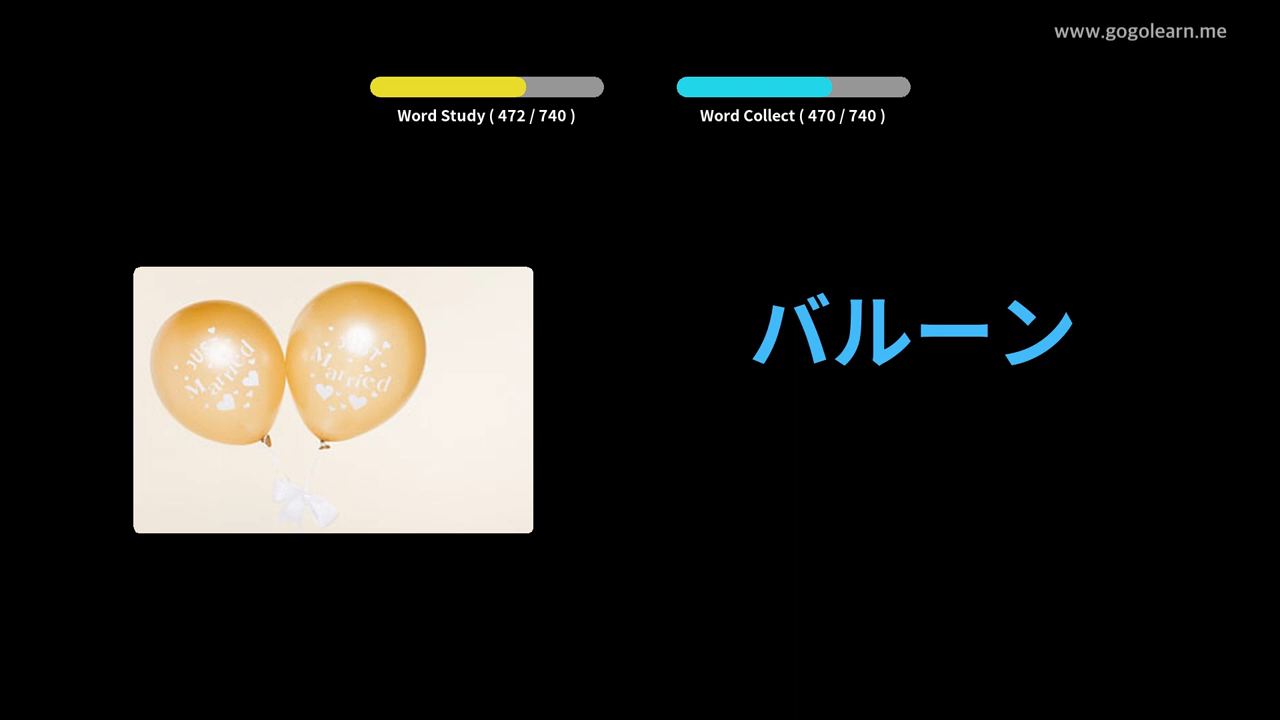 www.gogolearn.me
Word Study ( 472 / 740 )
Word Collect ( 470 / 740 )
バルーン
JUST
Married
JUST
Married